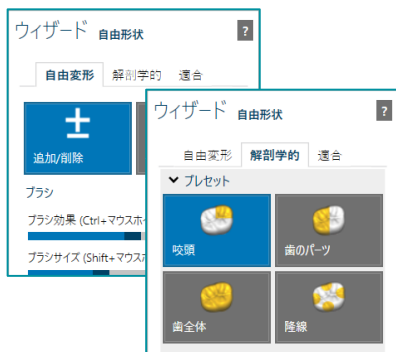 ウィザード 自由形状 ?
自由変形 解剖学的 適合
追加/削除
ブラシ
ブラシ効果 (Ctrl+マウスホ
ブラシサイズ (Shift+マウス
ウィザード 自由形状 ?
自由変形 解剖学的 適合
プレセット
咬頭 歯のパーツ
歯全体 隆線